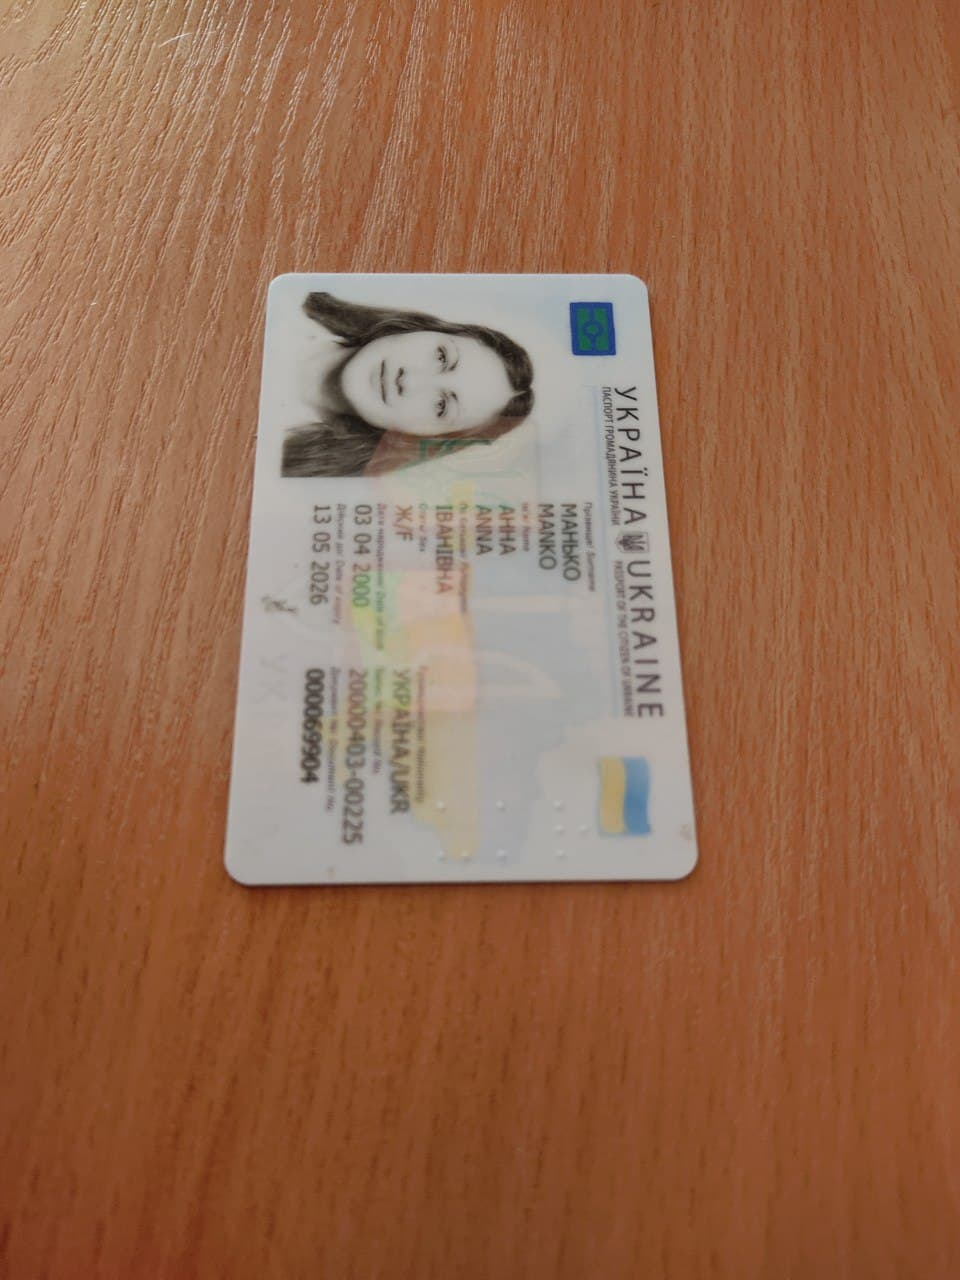 УКРАЇНА UKRAINE
ПАСПОРТ ГРОМАДЯНИНА УКРАЇНИ PASSPORT OF THE CITIZEN OF UKRAINE
Прізвище/ Surname
МАНЬКО
MANKO
Ім'я/ Name
АННА
ANNA
По батькові/ Patronymic
ІВАНІВНА
Стать/ Sex
Ж/F
Громадянство/ Nationality
УКРАЇНА/UKR
Дата народження/ Date of birth
03 04 2000
Запис №/ Record No.
20000403-00225
Дійсний до/ Date of expiry
13 05 2026
Документ №/ Document No.
000069904